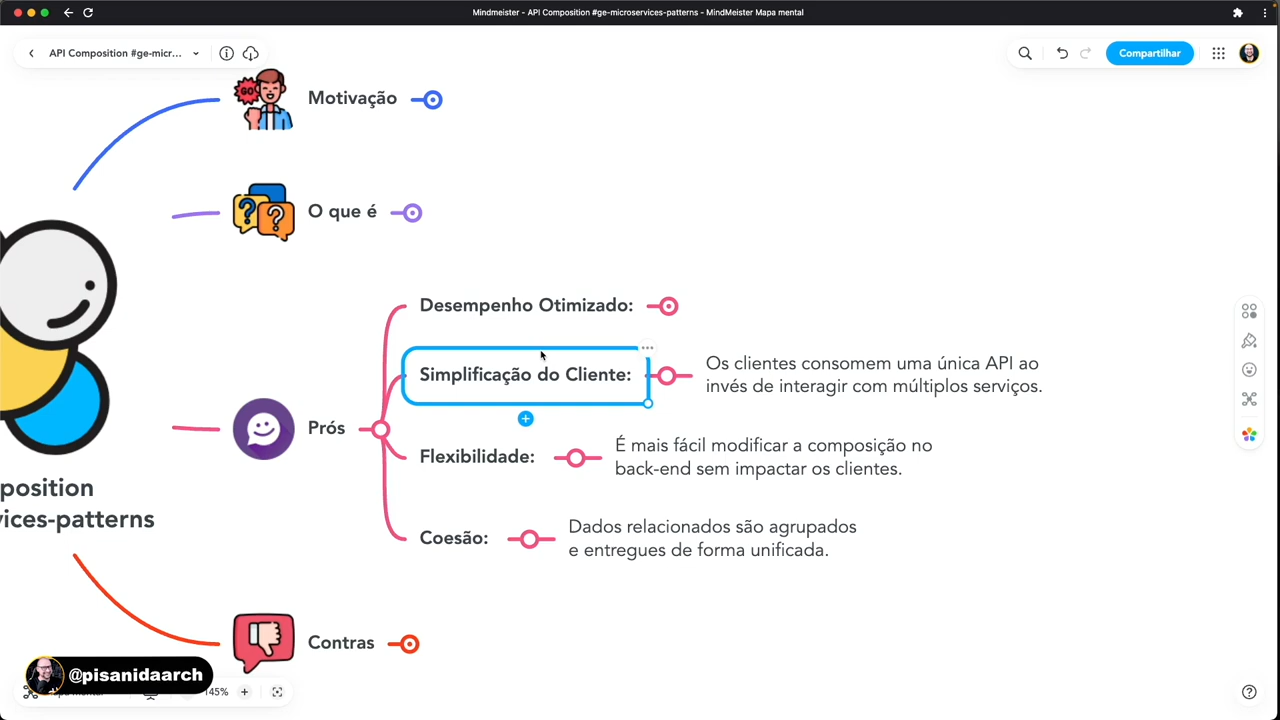 Mindmeister - API Composition #ge-microservices-patterns - MindMeister Mapa mental
API Composition #ge-micr...
Compartilhar
GO
Motivação
O que é
Desempenho Otimizado:
Simplificação do Cliente:
Os clientes consomem uma única API ao
invés de interagir com múltiplos serviços.
Prós
Flexibilidade:
É mais fácil modificar a composição no
back-end sem impactar os clientes.
position
vices-patterns
Coesão:
Dados relacionados são agrupados
e entregues de forma unificada.
Contras
@pisanidaarch
145%